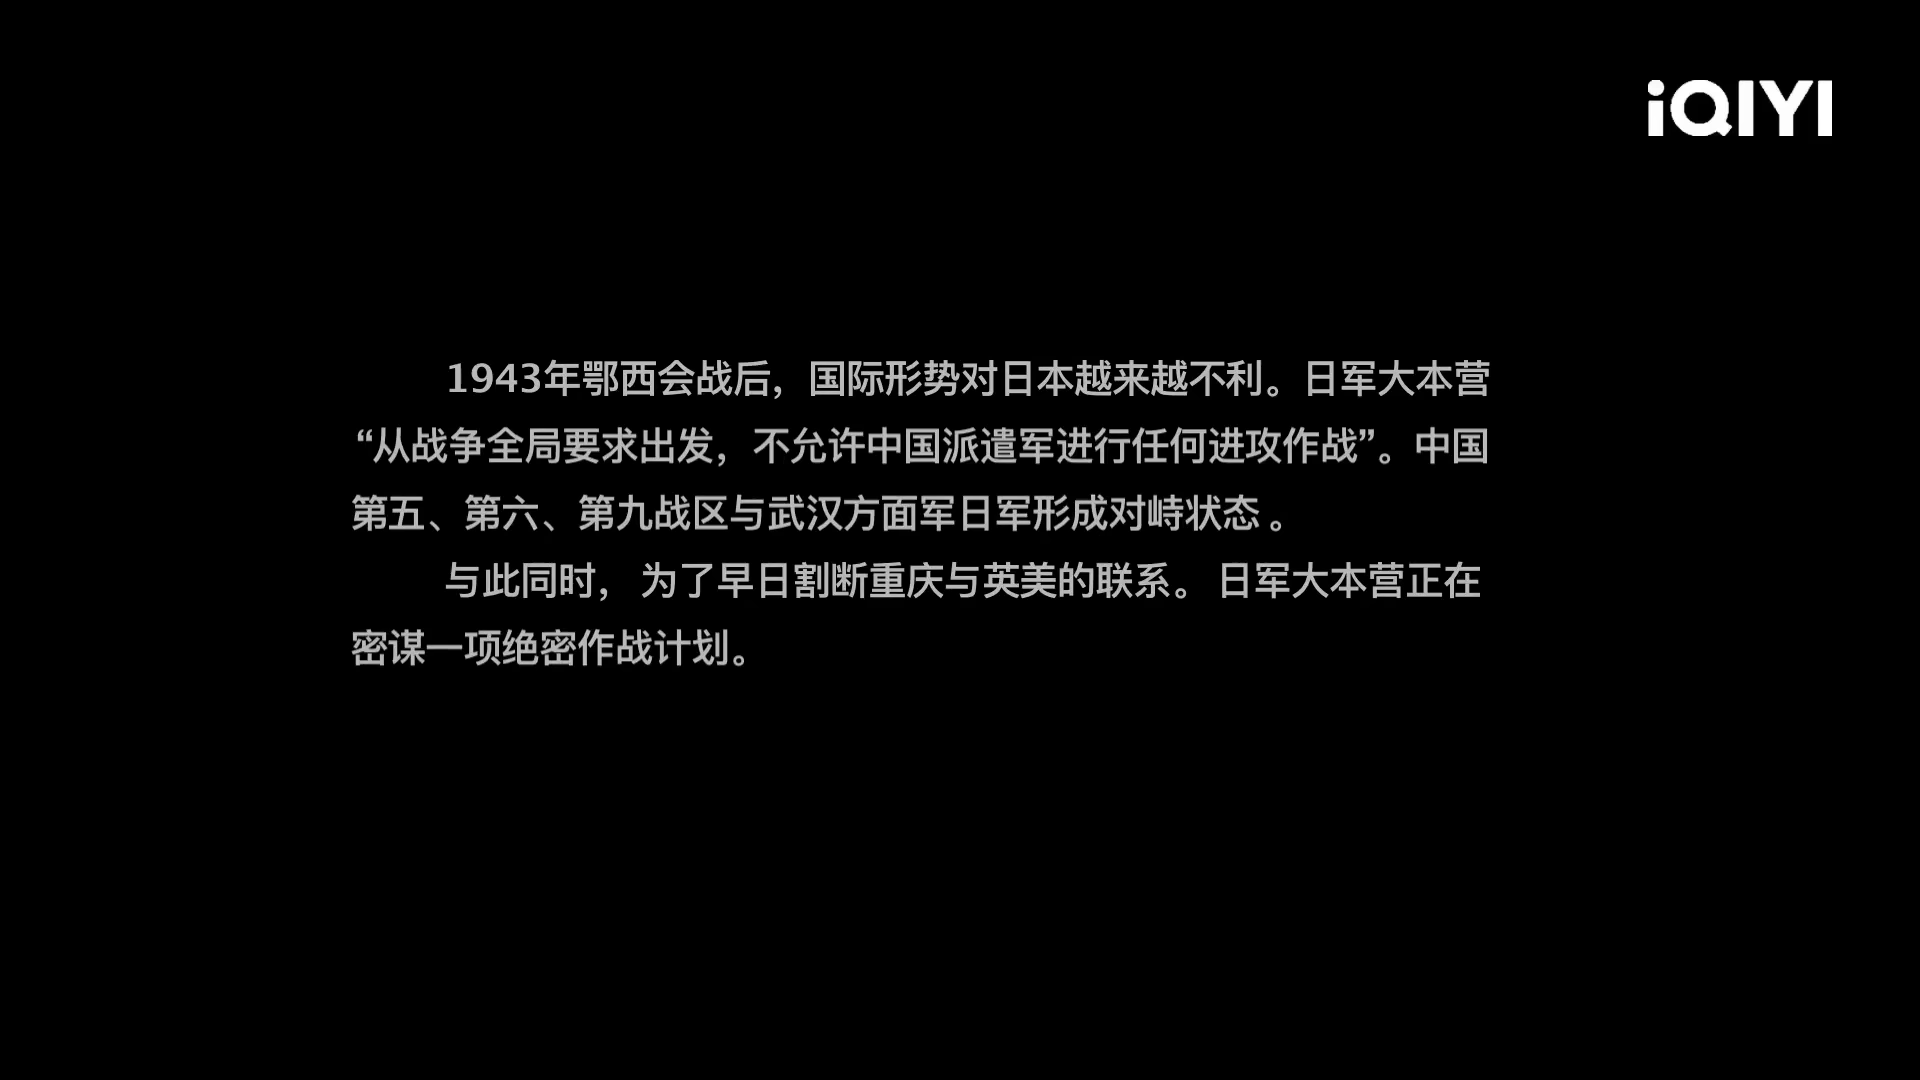 iQIYI
1943年鄂西会战后，国际形势对日本越来越不利。日军大本营
“从战争全局要求出发，不允许中国派遣军进行任何进攻作战”。中国
第五、第六、第九战区与武汉方面军日军形成对峙状态 。
与此同时， 为了早日割断重庆与英美的联系。 日军大本营正在
密谋一项绝密作战计划。